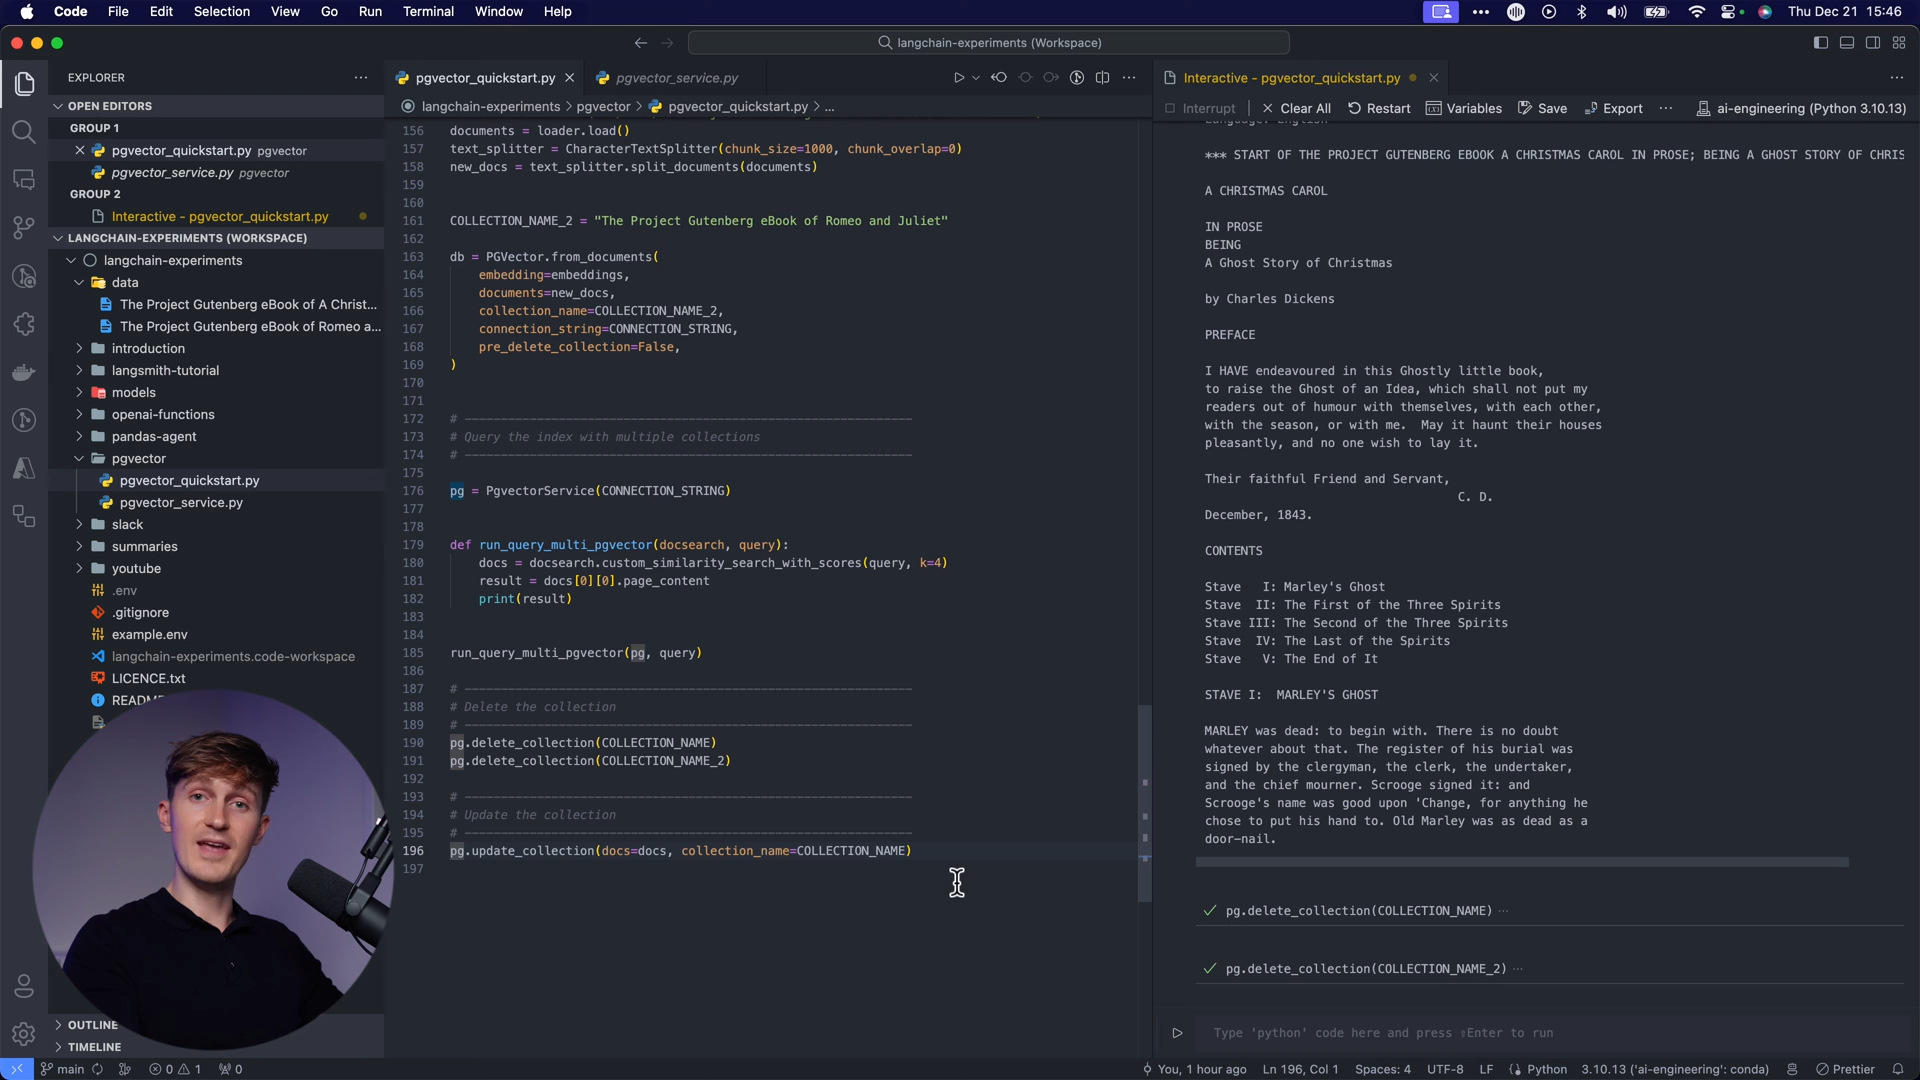 Code File Edit Selection View Go Run Terminal Window Help
Thu Dec 21 15:46
langchain-experiments (Workspace)
EXPLORER
OPEN EDITORS
GROUP 1
pgvector_quickstart.py pgvector
pgvector_service.py pgvector
GROUP 2
Interactive - pgvector_quickstart.py
LANGCHAIN-EXPERIMENTS (WORKSPACE)
langchain-experiments
data
The Project Gutenberg eBook of A Christ...
The Project Gutenberg eBook of Romeo a...
introduction
langsmith-tutorial
models
openai-functions
pandas-agent
pgvector
pgvector_quickstart.py
pgvector_service.py
slack
summaries
youtube
.env
.gitignore
example.env
langchain-experiments.code-workspace
LICENCE.txt
OUTLINE
TIMELINE
pgvector_quickstart.py
pgvector_service.py
langchain-experiments > pgvector > pgvector_quickstart.py > ...
156 documents = loader.load()
157 text_splitter = CharacterTextSplitter(chunk_size=1000, chunk_overlap=0)
158 new_docs = text_splitter.split_documents(documents)
159
160
161 COLLECTION_NAME_2 = "The Project Gutenberg eBook of Romeo and Juliet"
162
163 db = PGVector.from_documents(
164 embedding=embeddings,
165 documents=new_docs,
166 collection_name=COLLECTION_NAME_2,
167 connection_string=CONNECTION_STRING,
168 pre_delete_collection=False,
169 )
170
171
172 # --------------------------------------------------------------
173 # Query the index with multiple collections
174 # --------------------------------------------------------------
175
176 pg = PgvectorService(CONNECTION_STRING)
177
178
179 def run_query_multi_pgvector(docsearch, query):
180 docs = docsearch.custom_similarity_search_with_scores(query, k=4)
181 result = docs[0][0].page_content
182 print(result)
183
184
185 run_query_multi_pgvector(pg, query)
186
187 # --------------------------------------------------------------
188 # Delete the collection
189 # --------------------------------------------------------------
190 pg.delete_collection(COLLECTION_NAME)
191 pg.delete_collection(COLLECTION_NAME_2)
192
193 # --------------------------------------------------------------
194 # Update the collection
195 # --------------------------------------------------------------
196 pg.update_collection(docs=docs, collection_name=COLLECTION_NAME)
197
Interactive - pgvector_quickstart.py
Interrupt Clear All Restart Variables Save Export ... ai-engineering (Python 3.10.13)
Language: English
*** START OF THE PROJECT GUTENBERG EBOOK A CHRISTMAS CAROL IN PROSE; BEING A GHOST STORY OF CHRIS
A CHRISTMAS CAROL
IN PROSE
BEING
A Ghost Story of Christmas
by Charles Dickens
PREFACE
I HAVE endeavoured in this Ghostly little book,
to raise the Ghost of an Idea, which shall not put my
readers out of humour with themselves, with each other,
with the season, or with me. May it haunt their houses
pleasantly, and no one wish to lay it.
Their faithful Friend and Servant,
C. D.
December, 1843.
CONTENTS
Stave I: Marley's Ghost
Stave II: The First of the Three Spirits
Stave III: The Second of the Three Spirits
Stave IV: The Last of the Spirits
Stave V: The End of It
STAVE I: MARLEY'S GHOST
MARLEY was dead: to begin with. There is no doubt
whatever about that. The register of his burial was
signed by the clergyman, the clerk, the undertaker,
and the chief mourner. Scrooge signed it: and
Scrooge's name was good upon 'Change, for anything he
chose to put his hand to. Old Marley was as dead as a
door-nail.
pg.delete_collection(COLLECTION_NAME) ...
pg.delete_collection(COLLECTION_NAME_2) ...
Type 'python' code here and press ⇧Enter to run
main 0 1 0 You, 1 hour ago Ln 196, Col 1 Spaces: 4 UTF-8 LF Python 3.10.13 ('ai-engineering': conda) Prettier